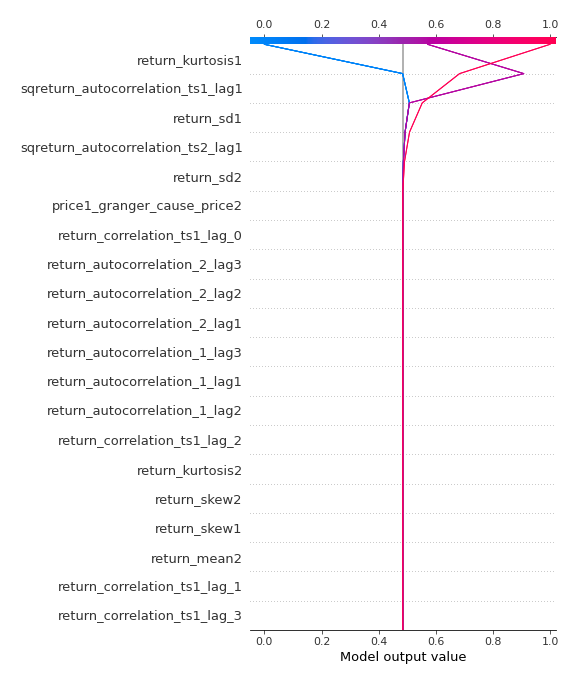 0.0 0.2 0.4 0.6 0.8 1.0
return_kurtosis1
sqreturn_autocorrelation_ts1_lag1
return_sd1
sqreturn_autocorrelation_ts2_lag1
return_sd2
price1_granger_cause_price2
return_correlation_ts1_lag_0
return_autocorrelation_2_lag3
return_autocorrelation_2_lag2
return_autocorrelation_2_lag1
return_autocorrelation_1_lag3
return_autocorrelation_1_lag1
return_autocorrelation_1_lag2
return_correlation_ts1_lag_2
return_kurtosis2
return_skew2
return_skew1
return_mean2
return_correlation_ts1_lag_1
return_correlation_ts1_lag_3
0.0 0.2 0.4 0.6 0.8 1.0
Model output value